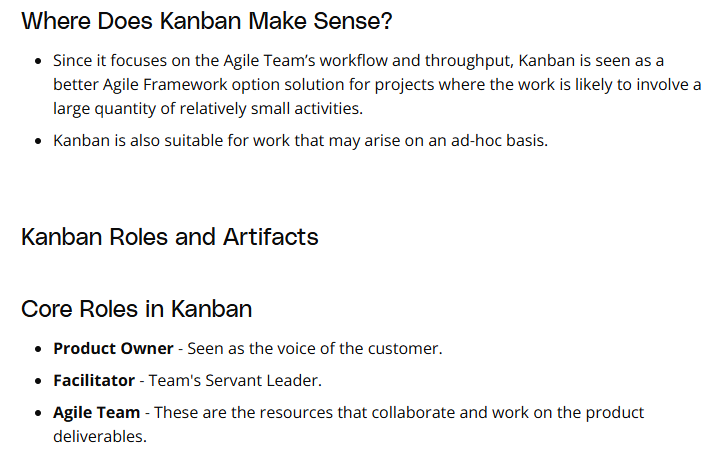 Where Does Kanban Make Sense?
• Since it focuses on the Agile Team’s workflow and throughput, Kanban is seen as a
better Agile Framework option solution for projects where the work is likely to involve a
large quantity of relatively small activities.
• Kanban is also suitable for work that may arise on an ad-hoc basis.
Kanban Roles and Artifacts
Core Roles in Kanban
• Product Owner - Seen as the voice of the customer.
• Facilitator - Team's Servant Leader.
• Agile Team - These are the resources that collaborate and work on the product
deliverables.